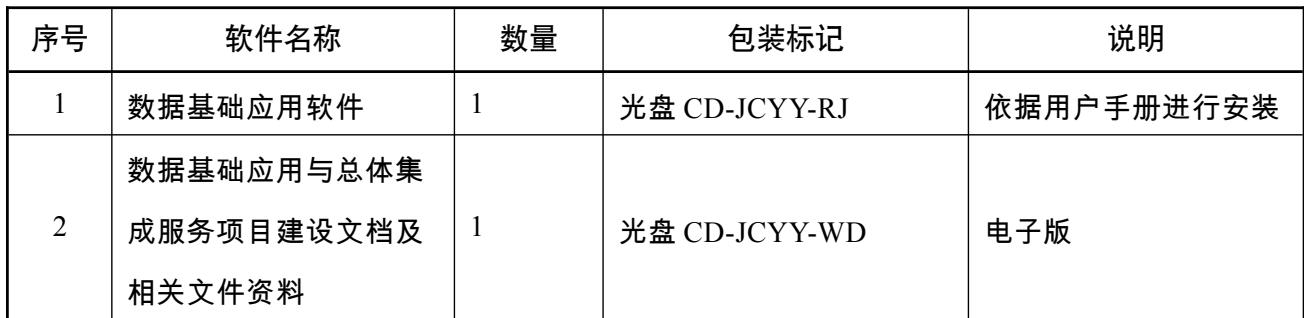 序号 软件名称 数量 包装标记 说明
1 数据基础应用软件 1 光盘 CD-JCYY-RJ 依据用户手册进行安装
数据基础应用与总体集
2 成服务项目建设文档及 1 光盘 CD-JCYY-WD 电子版
相关文件资料